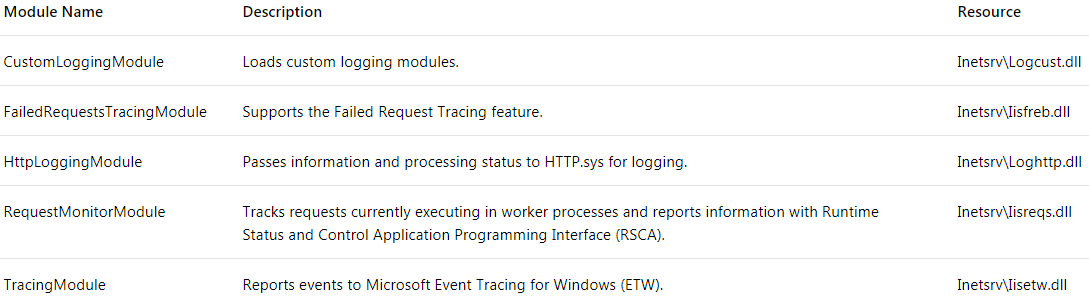 Module Name Description Resource
CustomLoggingModule Loads custom logging modules. Inetsrv\Logcust.dll
FailedRequestsTracingModule Supports the Failed Request Tracing feature. Inetsrv\Iisfreb.dll
HttpLoggingModule Passes information and processing status to HTTP.sys for logging. Inetsrv\Loghttp.dll
RequestMonitorModule Tracks requests currently executing in worker processes and reports information with Runtime Inetsrv\Iisreqs.dll
Status and Control Application Programming Interface (RSCA).
TracingModule Reports events to Microsoft Event Tracing for Windows (ETW). Inetsrv\Iisetw.dll